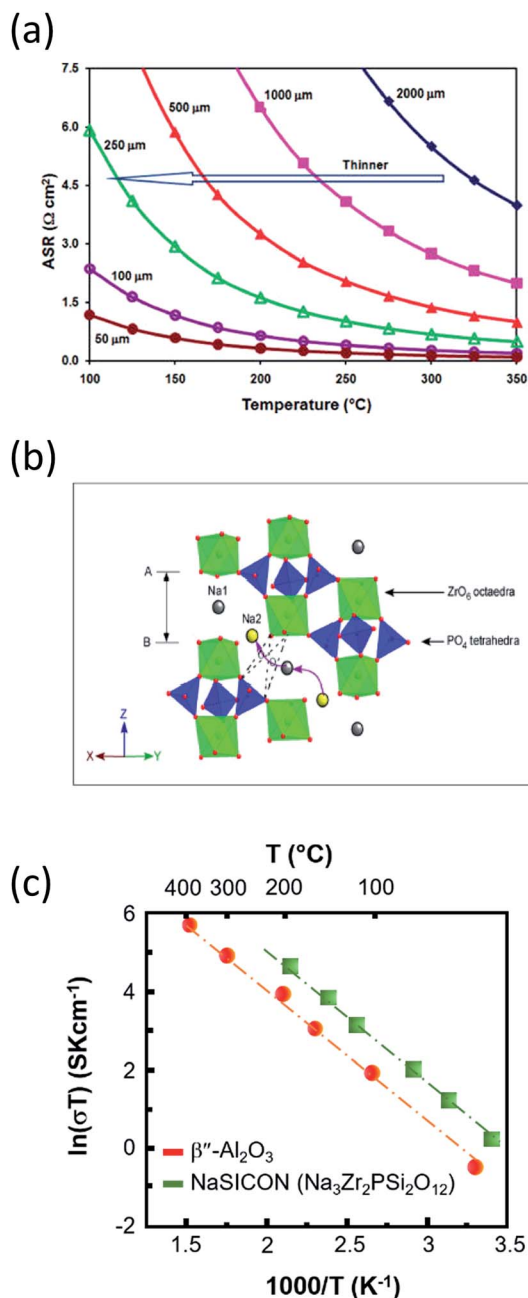 (a)
7.5
6.0
4.5
3.0
1.5
0.0
ASR (Ω cm²)
250 µm
500 µm
1000 µm
2000 µm
Thinner
100 µm
50 µm
100 150 200 250 300 350
Temperature (°C)
(b)
A
Na1
B
Na2
ZrO₆ octaedra
PO₄ tetrahedra
Z
X
Y
(c)
T (°C)
400 300 200 100
6
4
2
0
-2
ln(σT) (SKcm⁻¹)
β″-Al₂O₃
NaSICON (Na₃Zr₂PSi₂O₁₂)
1.5 2 2.5 3 3.5
1000/T (K⁻¹)